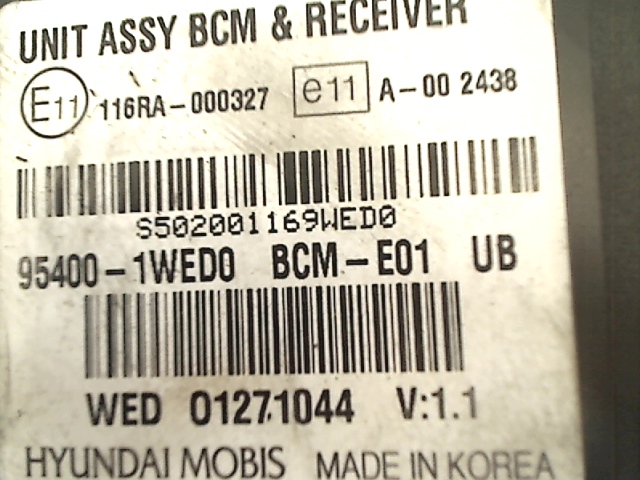 UNIT ASSY BCM & RECEIVER
E11 116RA-000327 e11 A-00 2438
S502001169WED0
95400-1WED0 BCM-E01 UB
WED 01271044 V:1.1
HYUNDAI MOBIS MADE IN KOREA